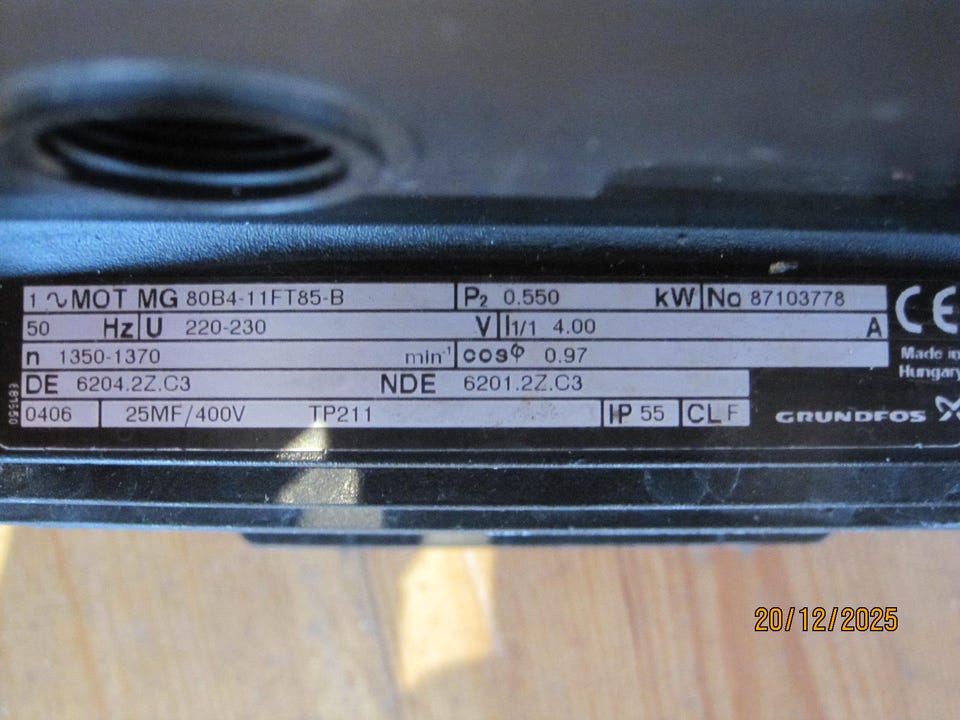 1 ∿ MOT MG 80B4-11FT85-B P2 0.550 kW No 87103778
50 Hz U 220-230 V I1/1 4.00 A
n 1350-1370 min-1 cosφ 0.97
DE 6204.2Z.C3 NDE 6201.2Z.C3
0406 25MF/400V TP211 IP 55 CL F
CE
Made in
Hungary
GRUNDFOS
20/12/2025